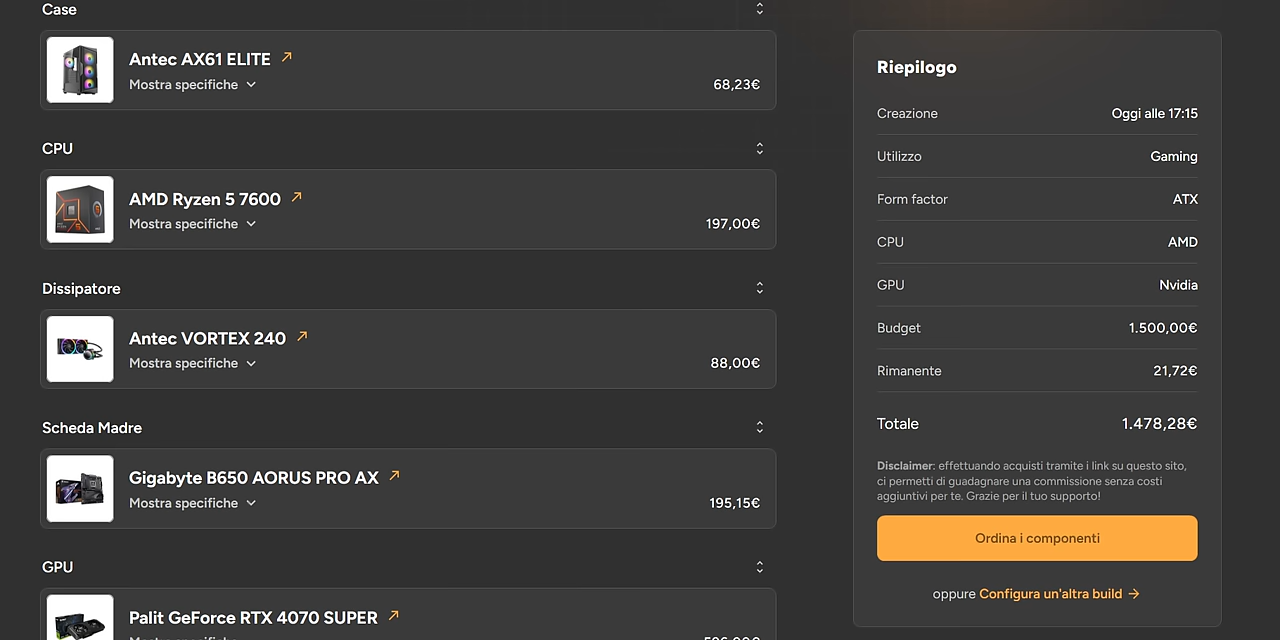 Case
Antec AX61 ELITE
Mostra specifiche
68,23€
CPU
AMD Ryzen 5 7600
Mostra specifiche
197,00€
Dissipatore
Antec VORTEX 240
Mostra specifiche
88,00€
Scheda Madre
Gigabyte B650 AORUS PRO AX
Mostra specifiche
195,15€
GPU
Palit GeForce RTX 4070 SUPER
Riepilogo
Creazione Oggi alle 17:15
Utilizzo Gaming
Form factor ATX
CPU AMD
GPU Nvidia
Budget 1.500,00€
Rimanente 21,72€
Totale 1.478,28€
Disclaimer: effettuando acquisti tramite i link su questo sito,
ci permetti di guadagnare una commissione senza costi
aggiuntivi per te. Grazie per il tuo supporto!
Ordina i componenti
oppure Configura un'altra build →